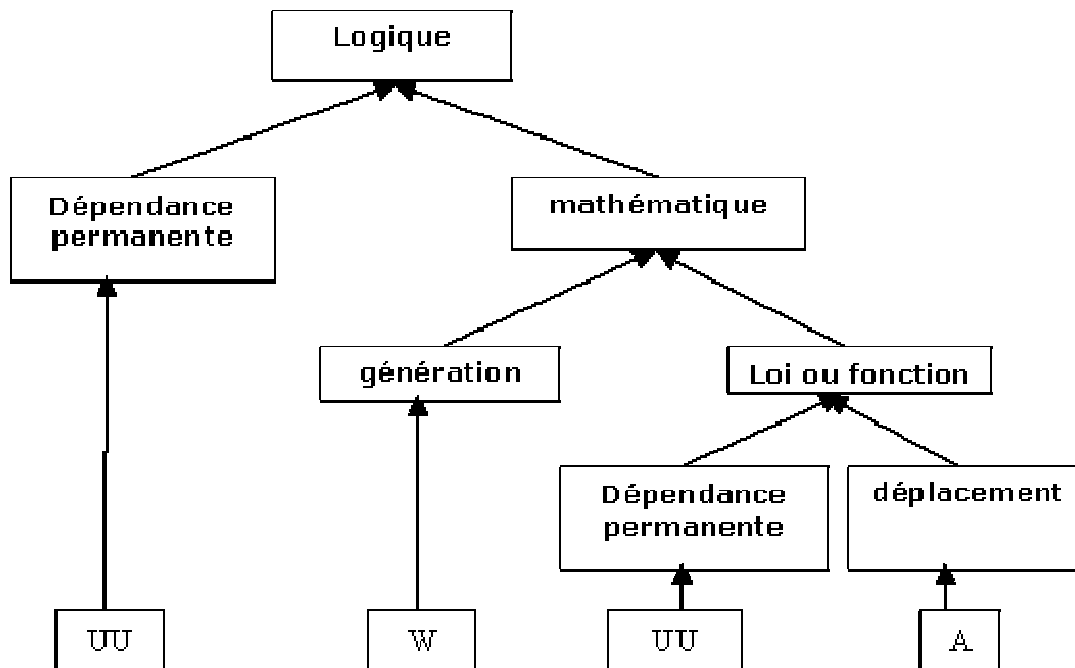 Logique
Dépendance
permanente
mathématique
génération
Loi ou fonction
Dépendance
permanente
déplacement
UU
W
UU
A